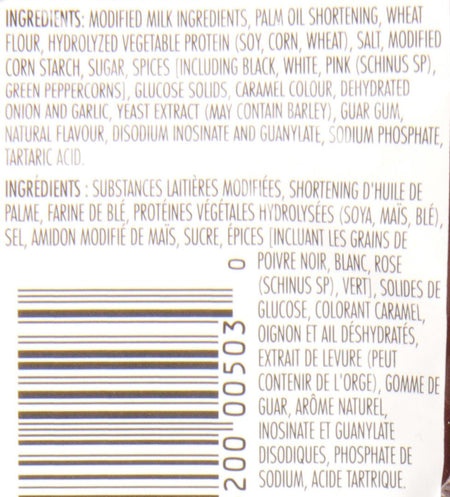 INGREDIENTS: MODIFIED MILK INGREDIENTS, PALM OIL SHORTENING, WHEAT
FLOUR, HYDROLYZED VEGETABLE PROTEIN (SOY, CORN, WHEAT), SALT, MODIFIED
CORN STARCH, SUGAR, SPICES [INCLUDING BLACK, WHITE, PINK (SCHINUS SP),
GREEN PEPPERCORNS], GLUCOSE SOLIDS, CARAMEL COLOUR, DEHYDRATED
ONION AND GARLIC, YEAST EXTRACT (MAY CONTAIN BARLEY), GUAR GUM,
NATURAL FLAVOUR, DISODIUM INOSINATE AND GUANYLATE, SODIUM PHOSPHATE,
TARTARIC ACID.
INGRÉDIENTS : SUBSTANCES LAITIÈRES MODIFIÉES, SHORTENING D'HUILE DE
PALME, FARINE DE BLÉ, PROTÉINES VÉGÉTALES HYDROLYSÉES (SOYA, MAÏS, BLÉ),
SEL, AMIDON MODIFIÉ DE MAÏS, SUCRE, ÉPICES [INCLUANT LES GRAINS DE
POIVRE NOIR, BLANC, ROSE
(SCHINUS SP), VERT], SOLIDES DE
GLUCOSE, COLORANT CARAMEL,
OIGNON ET AIL DÉSHYDRATÉS,
EXTRAIT DE LEVURE (PEUT
CONTENIR DE L'ORGE), GOMME DE
GUAR, ARÔME NATUREL,
INOSINATE ET GUANYLATE
DISODIQUES, PHOSPHATE DE
SODIUM, ACIDE TARTRIQUE.
200 00503 0